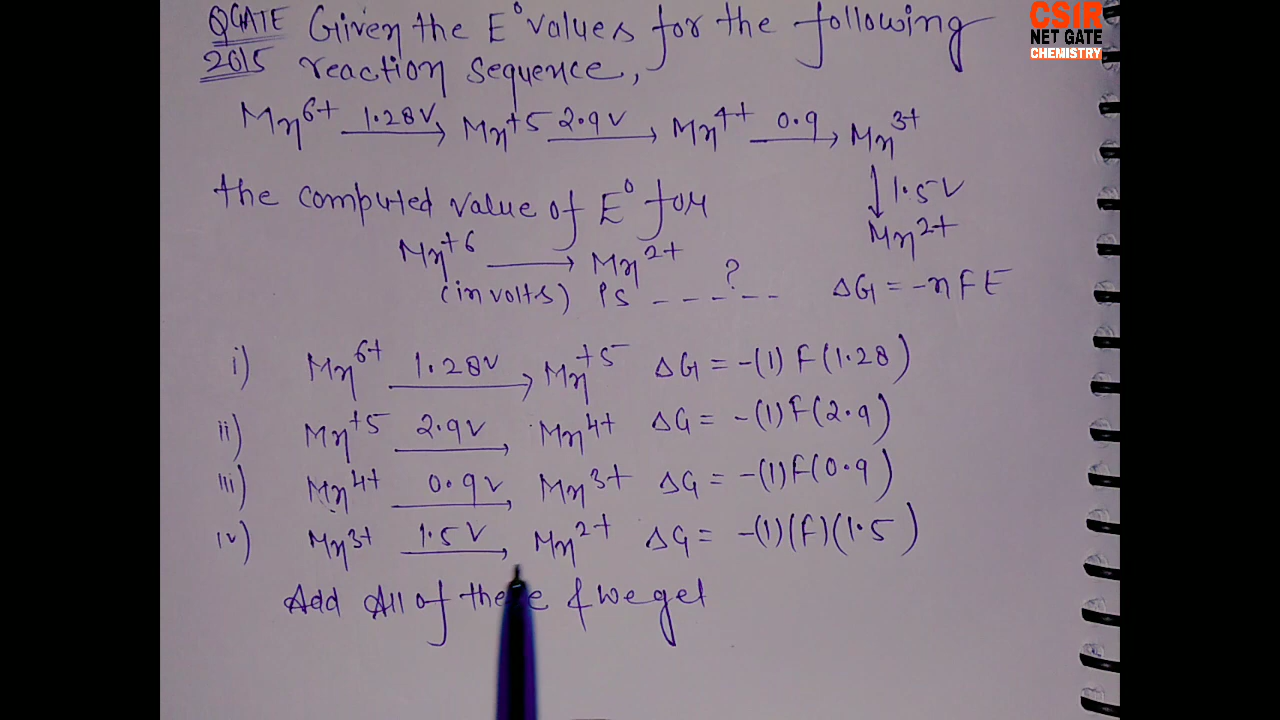 QGATE Given the E° values for the following
2015 reaction sequence,
CSIR
NET GATE
CHEMISTRY
Mn6+ 1.28V → Mn+5 2.9V → Mn4+ 0.9 → Mn3+
↓ 1.5V
Mn2+
the computed value of E° for
Mn+6 → Mn2+
(in volts) is ----- ? ΔG = -nFE
i) Mn6+ 1.28V → Mn+5 ΔG = -(1) F (1.28)
ii) Mn+5 2.9V → Mn4+ ΔG = -(1)F(2.9)
iii) Mn4+ 0.9V → Mn3+ ΔG = -(1)F(0.9)
iv) Mn3+ 1.5V → Mn2+ ΔG = -(1)(F)(1.5)
Add All of these & we get